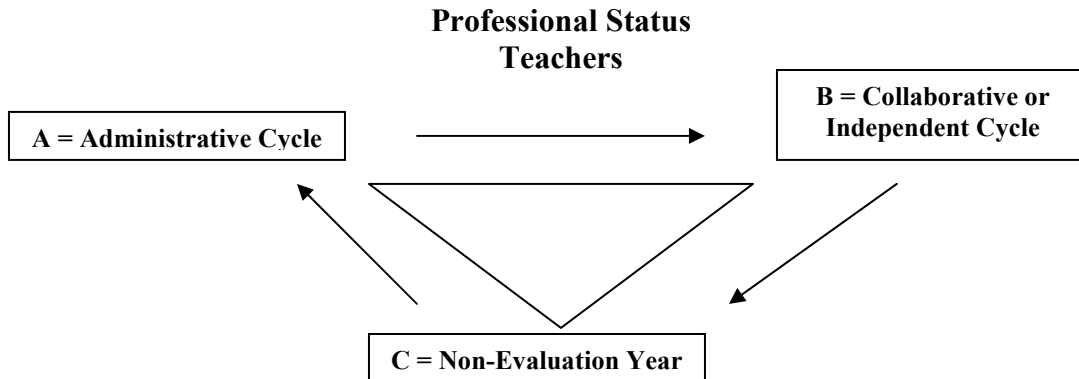 Professional Status
Teachers
A = Administrative Cycle
B = Collaborative or
Independent Cycle
C = Non-Evaluation Year